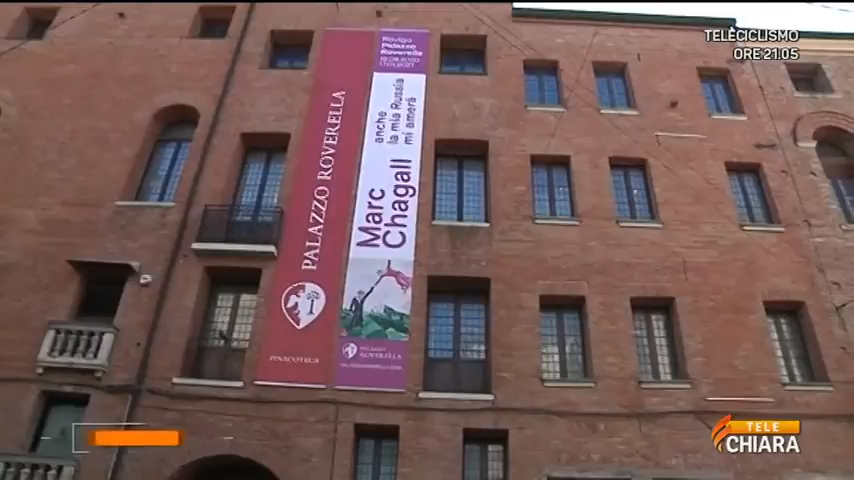 TELECICLISMO
ORE 21.05
Rovigo
Palazzo
Roverella
anche
la mia Russia
mi amerà
Marc
Chagall
PALAZZO ROVERELLA
PINACOTECA
PALAZZO
ROVERELLA
TELE
CHIARA